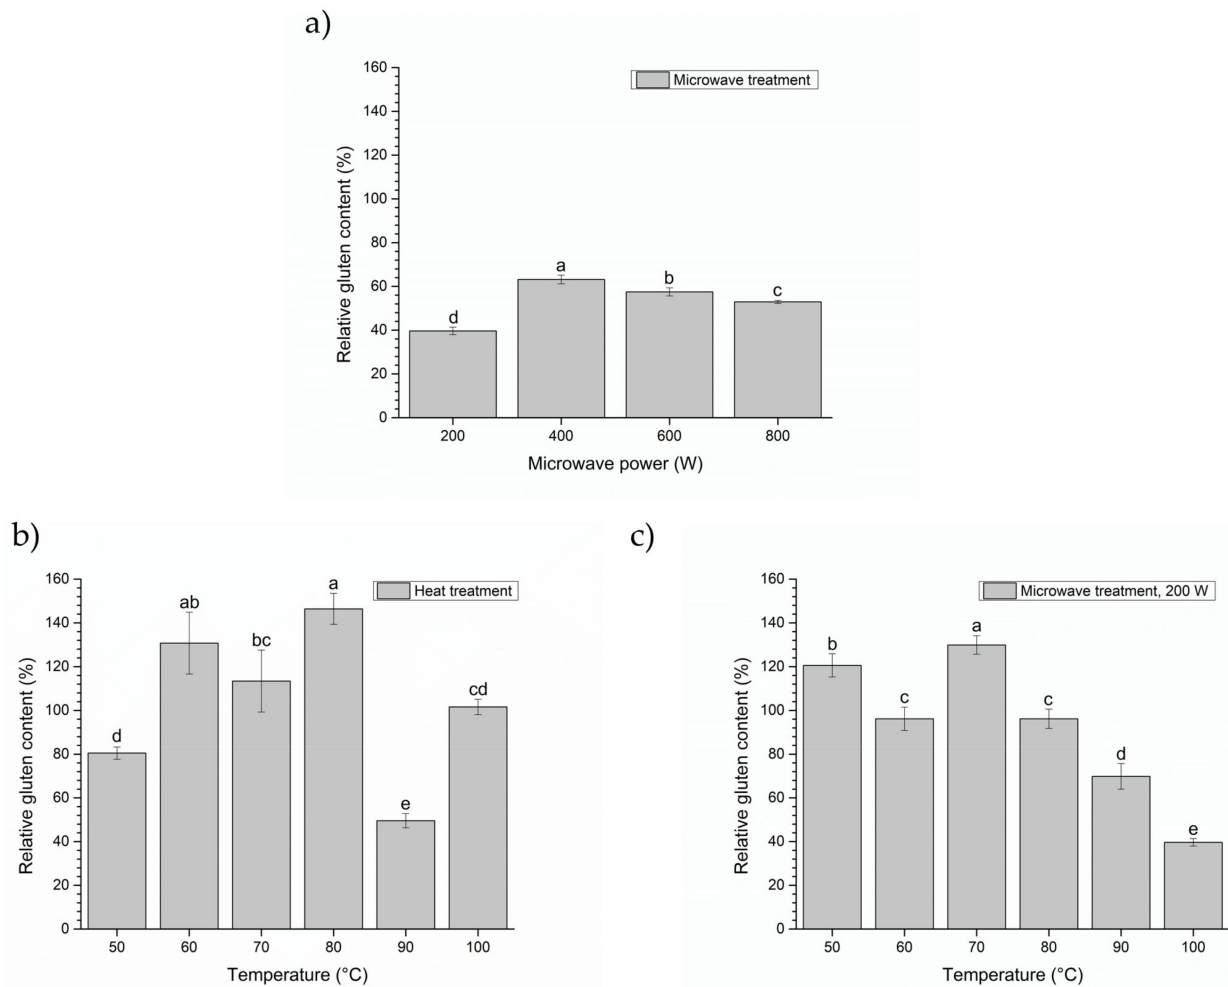 a)
Microwave treatment
Relative gluten content (%)
160
140
120
100
80
60
40
20
0
d
a
b
c
200 400 600 800
Microwave power (W)
b)
Heat treatment
Relative gluten content (%)
160
140
120
100
80
60
40
20
0
d
ab
bc
a
e
cd
50 60 70 80 90 100
Temperature (°C)
c)
Microwave treatment, 200 W
Relative gluten content (%)
160
140
120
100
80
60
40
20
0
b
c
a
c
d
e
50 60 70 80 90 100
Temperature (°C)